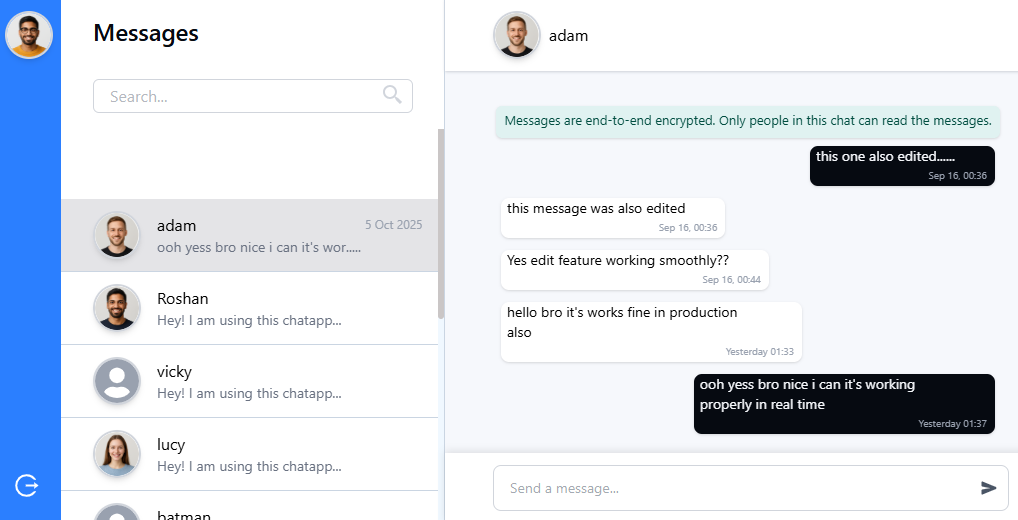 Messages
Search...
adam
5 Oct 2025
ooh yess bro nice i can it's wor.....
Roshan
Hey! I am using this chatapp...
vicky
Hey! I am using this chatapp...
lucy
Hey! I am using this chatapp...
batman
adam
Messages are end-to-end encrypted. Only people in this chat can read the messages.
this one also edited......
Sep 16, 00:36
this message was also edited
Sep 16, 00:36
Yes edit feature working smoothly??
Sep 16, 00:44
hello bro it's works fine in production
also
Yesterday 01:33
ooh yess bro nice i can it's working
properly in real time
Yesterday 01:37
Send a message...